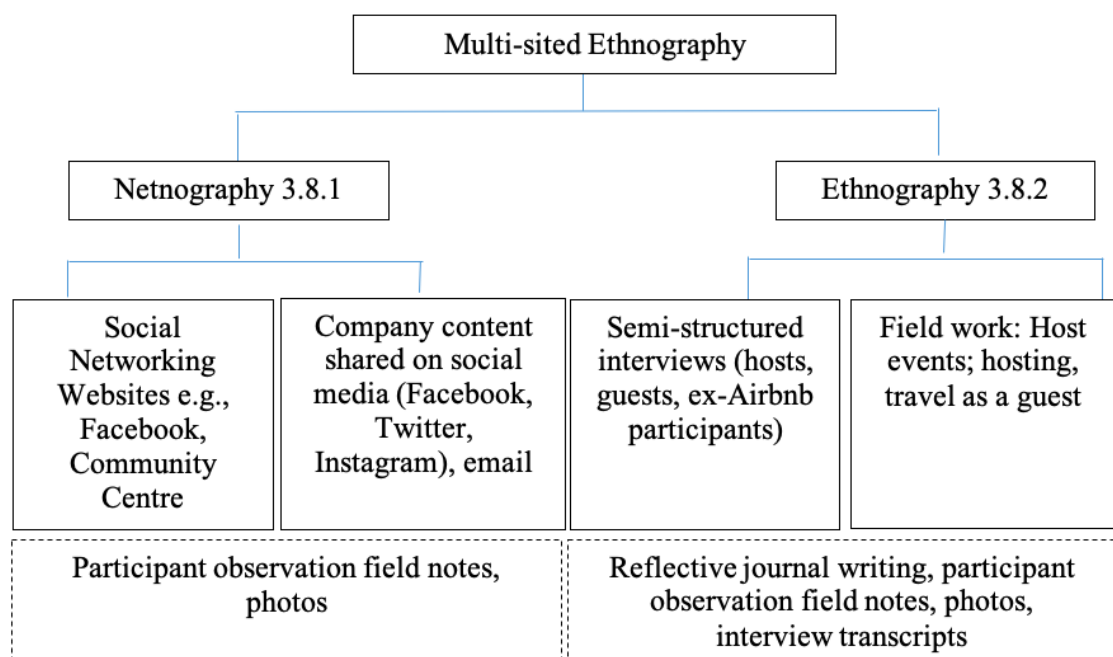 Multi-sited Ethnography
Netnography 3.8.1
Ethnography 3.8.2
Social
Networking
Websites e.g.,
Facebook,
Community
Centre
Company content
shared on social
media (Facebook,
Twitter,
Instagram), email
Semi-structured
interviews (hosts,
guests, ex-Airbnb
participants)
Field work: Host
events; hosting,
travel as a guest
Participant observation field notes,
photos
Reflective journal writing, participant
observation field notes, photos,
interview transcripts